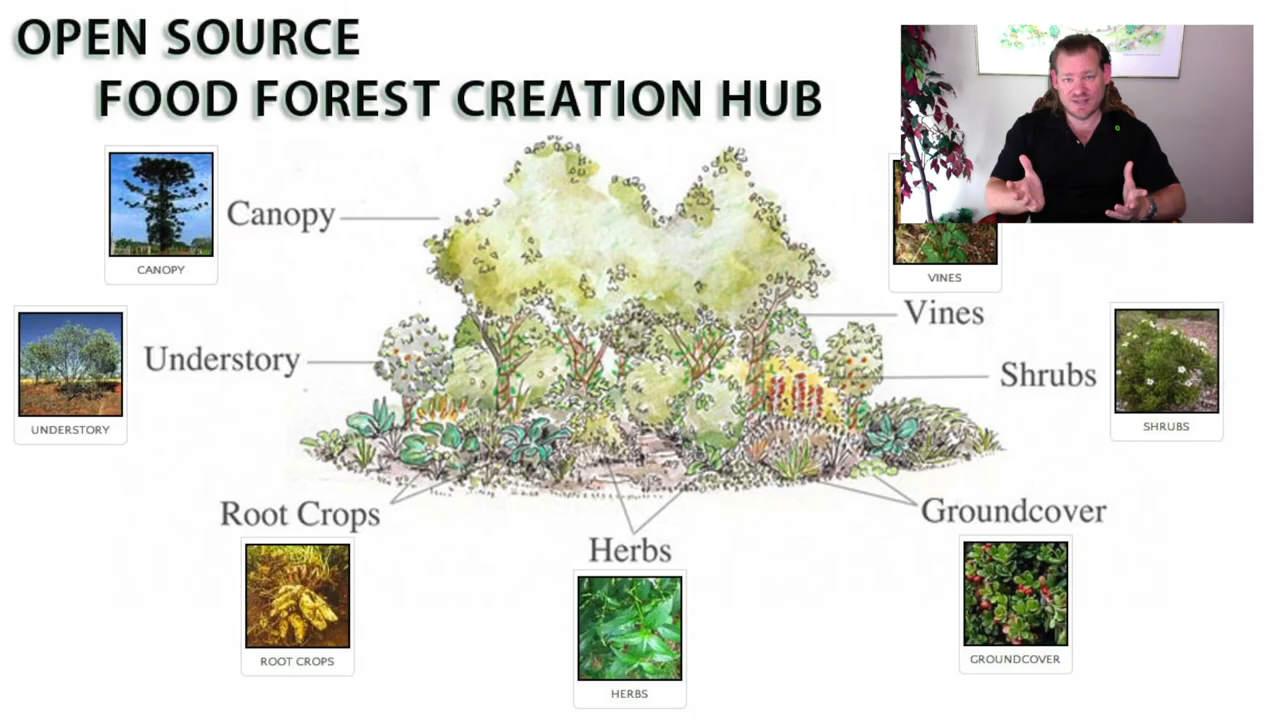 OPEN SOURCE
FOOD FOREST CREATION HUB
Canopy
CANOPY
VINES
Vines
Understory
UNDERSTORY
Shrubs
SHRUBS
Root Crops
ROOT CROPS
Herbs
HERBS
Groundcover
GROUNDCOVER